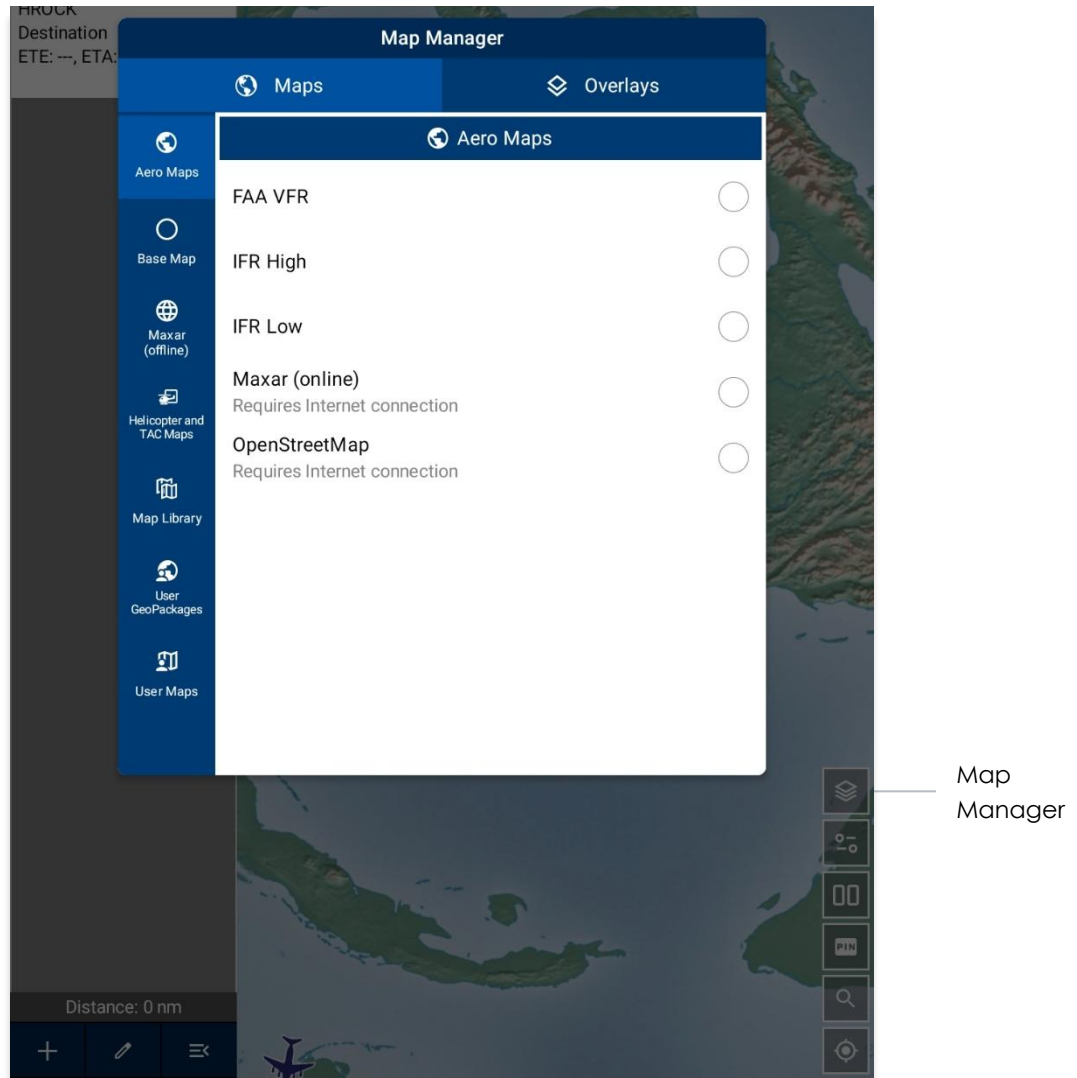 HROCK
Destination
ETE: ---, ETA:
Map Manager
Maps
Overlays
Aero Maps
Aero Maps
FAA VFR
Base Map
IFR High
Maxar
(offline)
IFR Low
Maxar (online)
Requires Internet connection
Helicopter and
TAC Maps
OpenStreetMap
Requires Internet connection
Map Library
User
GeoPackages
User Maps
Map
Manager
PIN
Distance: 0 nm